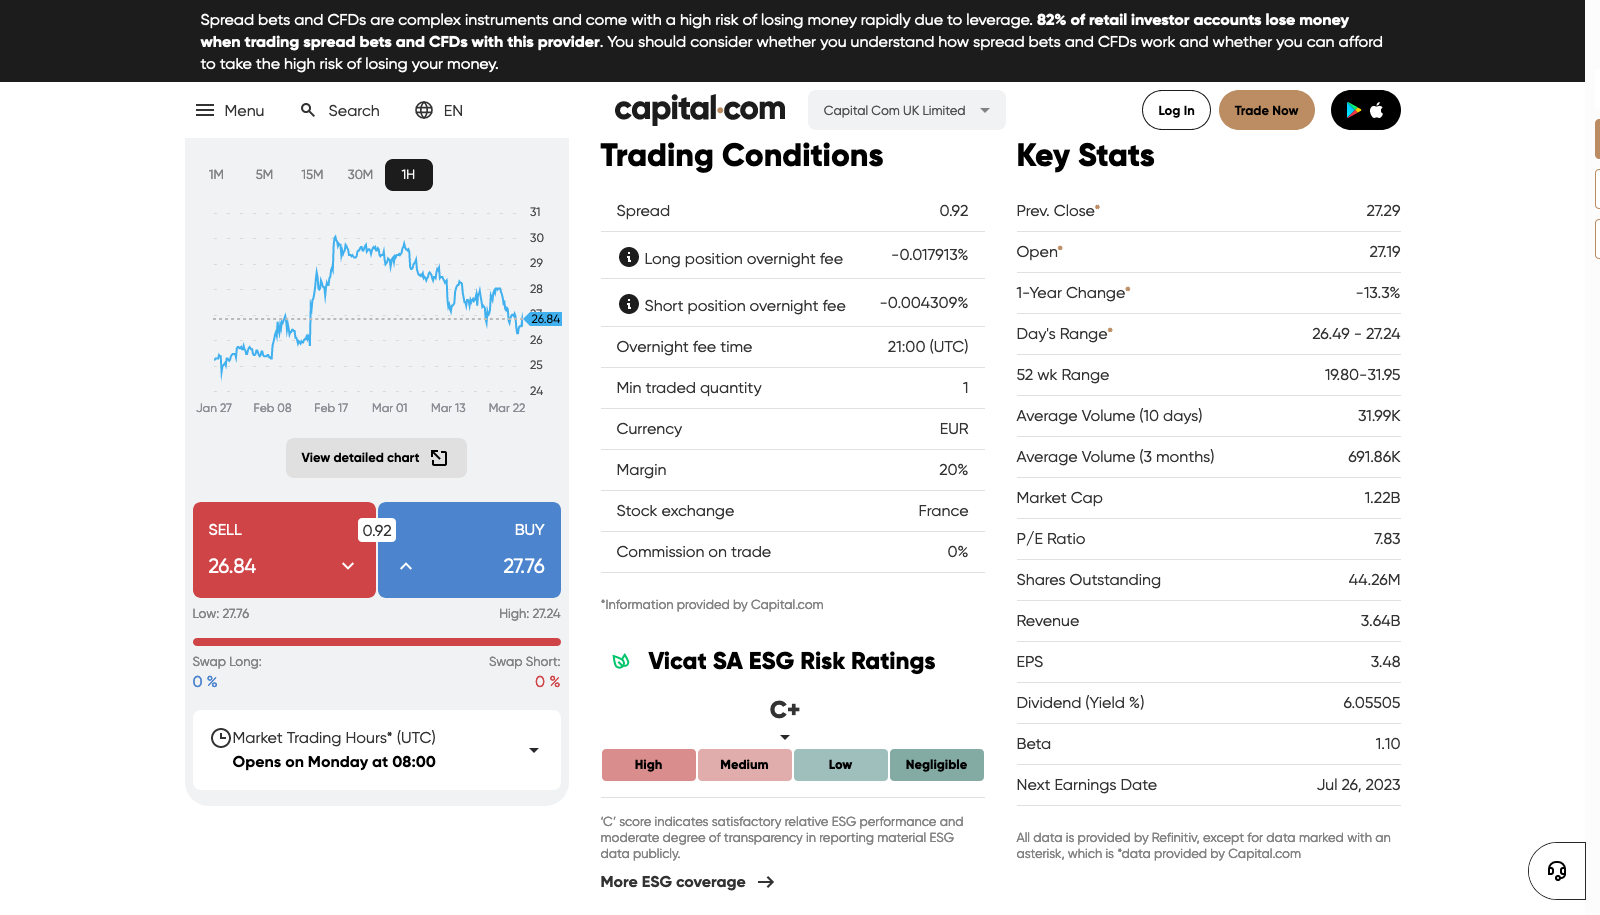 Spread bets and CFDs are complex instruments and come with a high risk of losing money rapidly due to leverage. 82% of retail investor accounts lose money
when trading spread bets and CFDs with this provider. You should consider whether you understand how spread bets and CFDs work and whether you can afford
to take the high risk of losing your money.
Menu
Search
EN
capital.com
Capital Com UK Limited
Log In
Trade Now
1M 5M 15M 30M 1H
31
30
29
28
26.84
26
25
24
Jan 27 Feb 08 Feb 17 Mar 01 Mar 13 Mar 22
View detailed chart
SELL
26.84
0.92
BUY
27.76
Low: 27.76
High: 27.24
Swap Long:
0 %
Swap Short:
0 %
Market Trading Hours* (UTC)
Opens on Monday at 08:00
Trading Conditions
Spread 0.92
Long position overnight fee -0.017913%
Short position overnight fee -0.004309%
Overnight fee time 21:00 (UTC)
Min traded quantity 1
Currency EUR
Margin 20%
Stock exchange France
Commission on trade 0%
*Information provided by Capital.com
Vicat SA ESG Risk Ratings
C+
High Medium Low Negligible
‘C’ score indicates satisfactory relative ESG performance and
moderate degree of transparency in reporting material ESG
data publicly.
More ESG coverage
Key Stats
Prev. Close* 27.29
Open* 27.19
1-Year Change* -13.3%
Day's Range* 26.49 - 27.24
52 wk Range 19.80-31.95
Average Volume (10 days) 31.99K
Average Volume (3 months) 691.86K
Market Cap 1.22B
P/E Ratio 7.83
Shares Outstanding 44.26M
Revenue 3.64B
EPS 3.48
Dividend (Yield %) 6.05505
Beta 1.10
Next Earnings Date Jul 26, 2023
All data is provided by Refinitiv, except for data marked with an
asterisk, which is *data provided by Capital.com